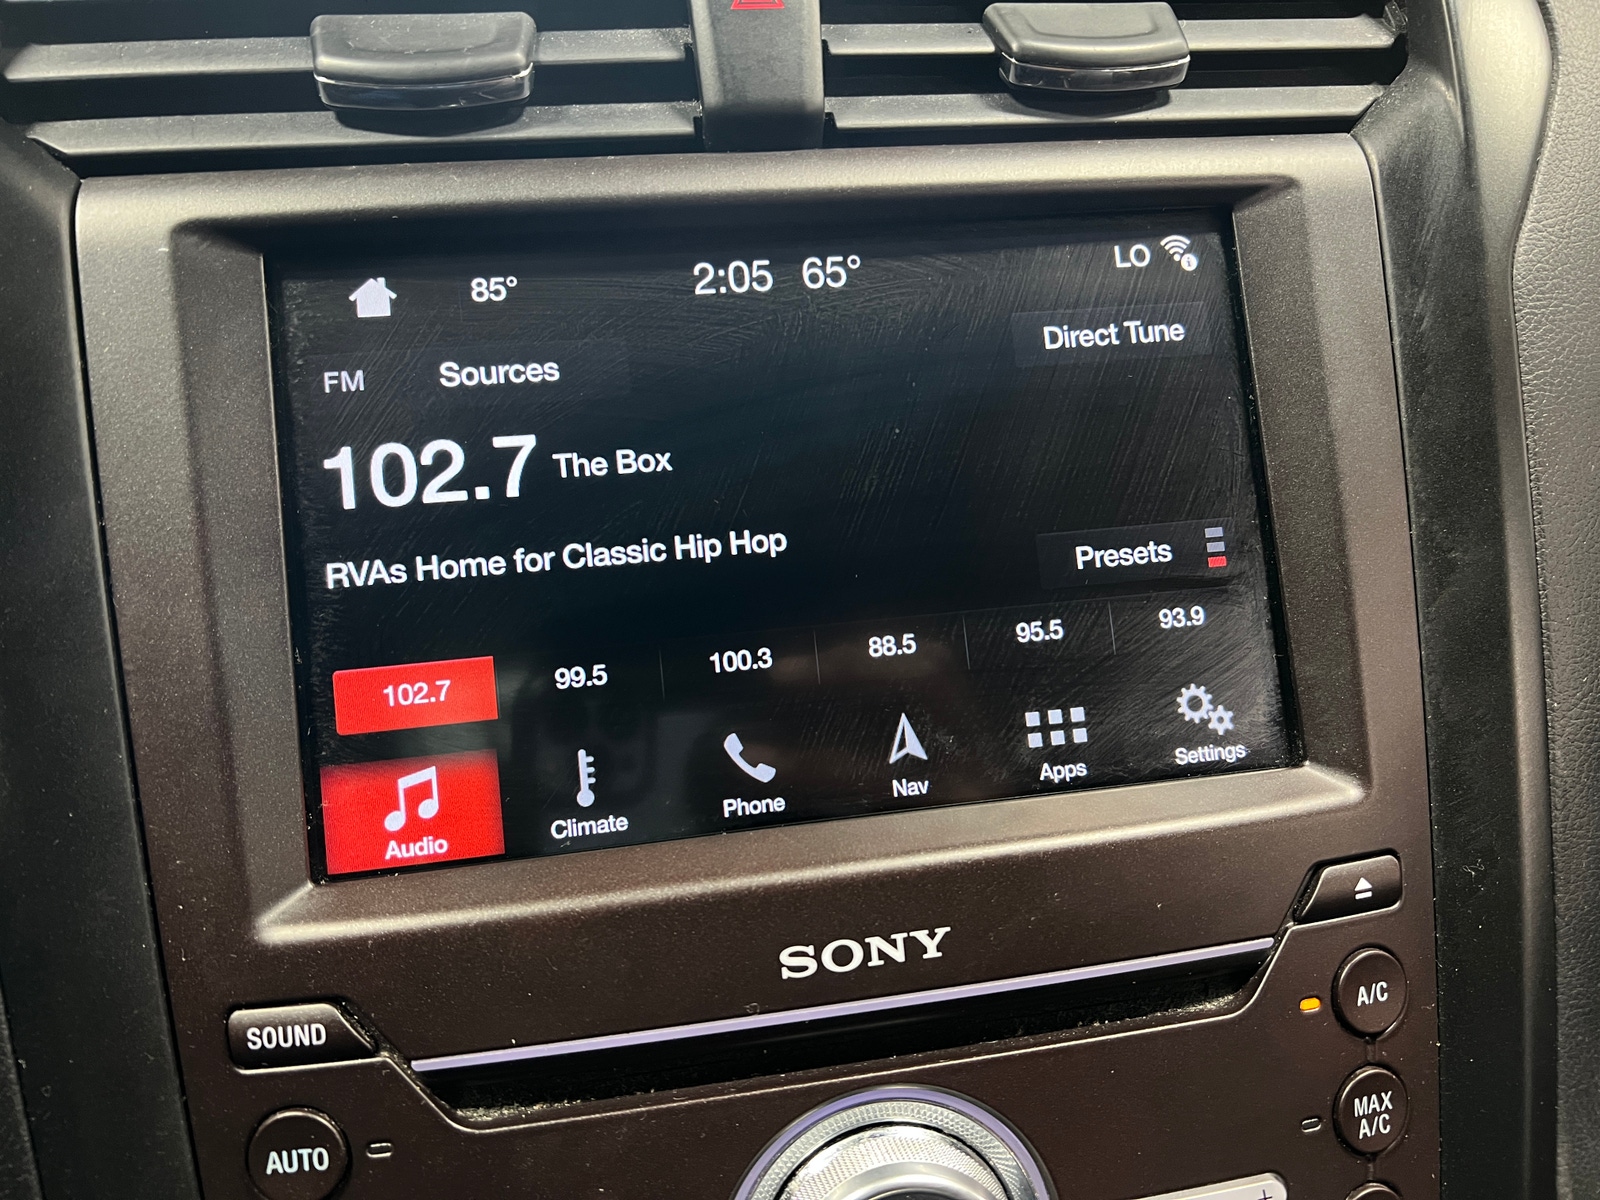 85° 2:05 65° LO
Direct Tune
FM Sources
102.7 The Box
RVAs Home for Classic Hip Hop
Presets
102.7 99.5 100.3 88.5 95.5 93.9
Audio Climate Phone Nav Apps Settings
SONY
SOUND
A/C
AUTO
MAX
A/C
+